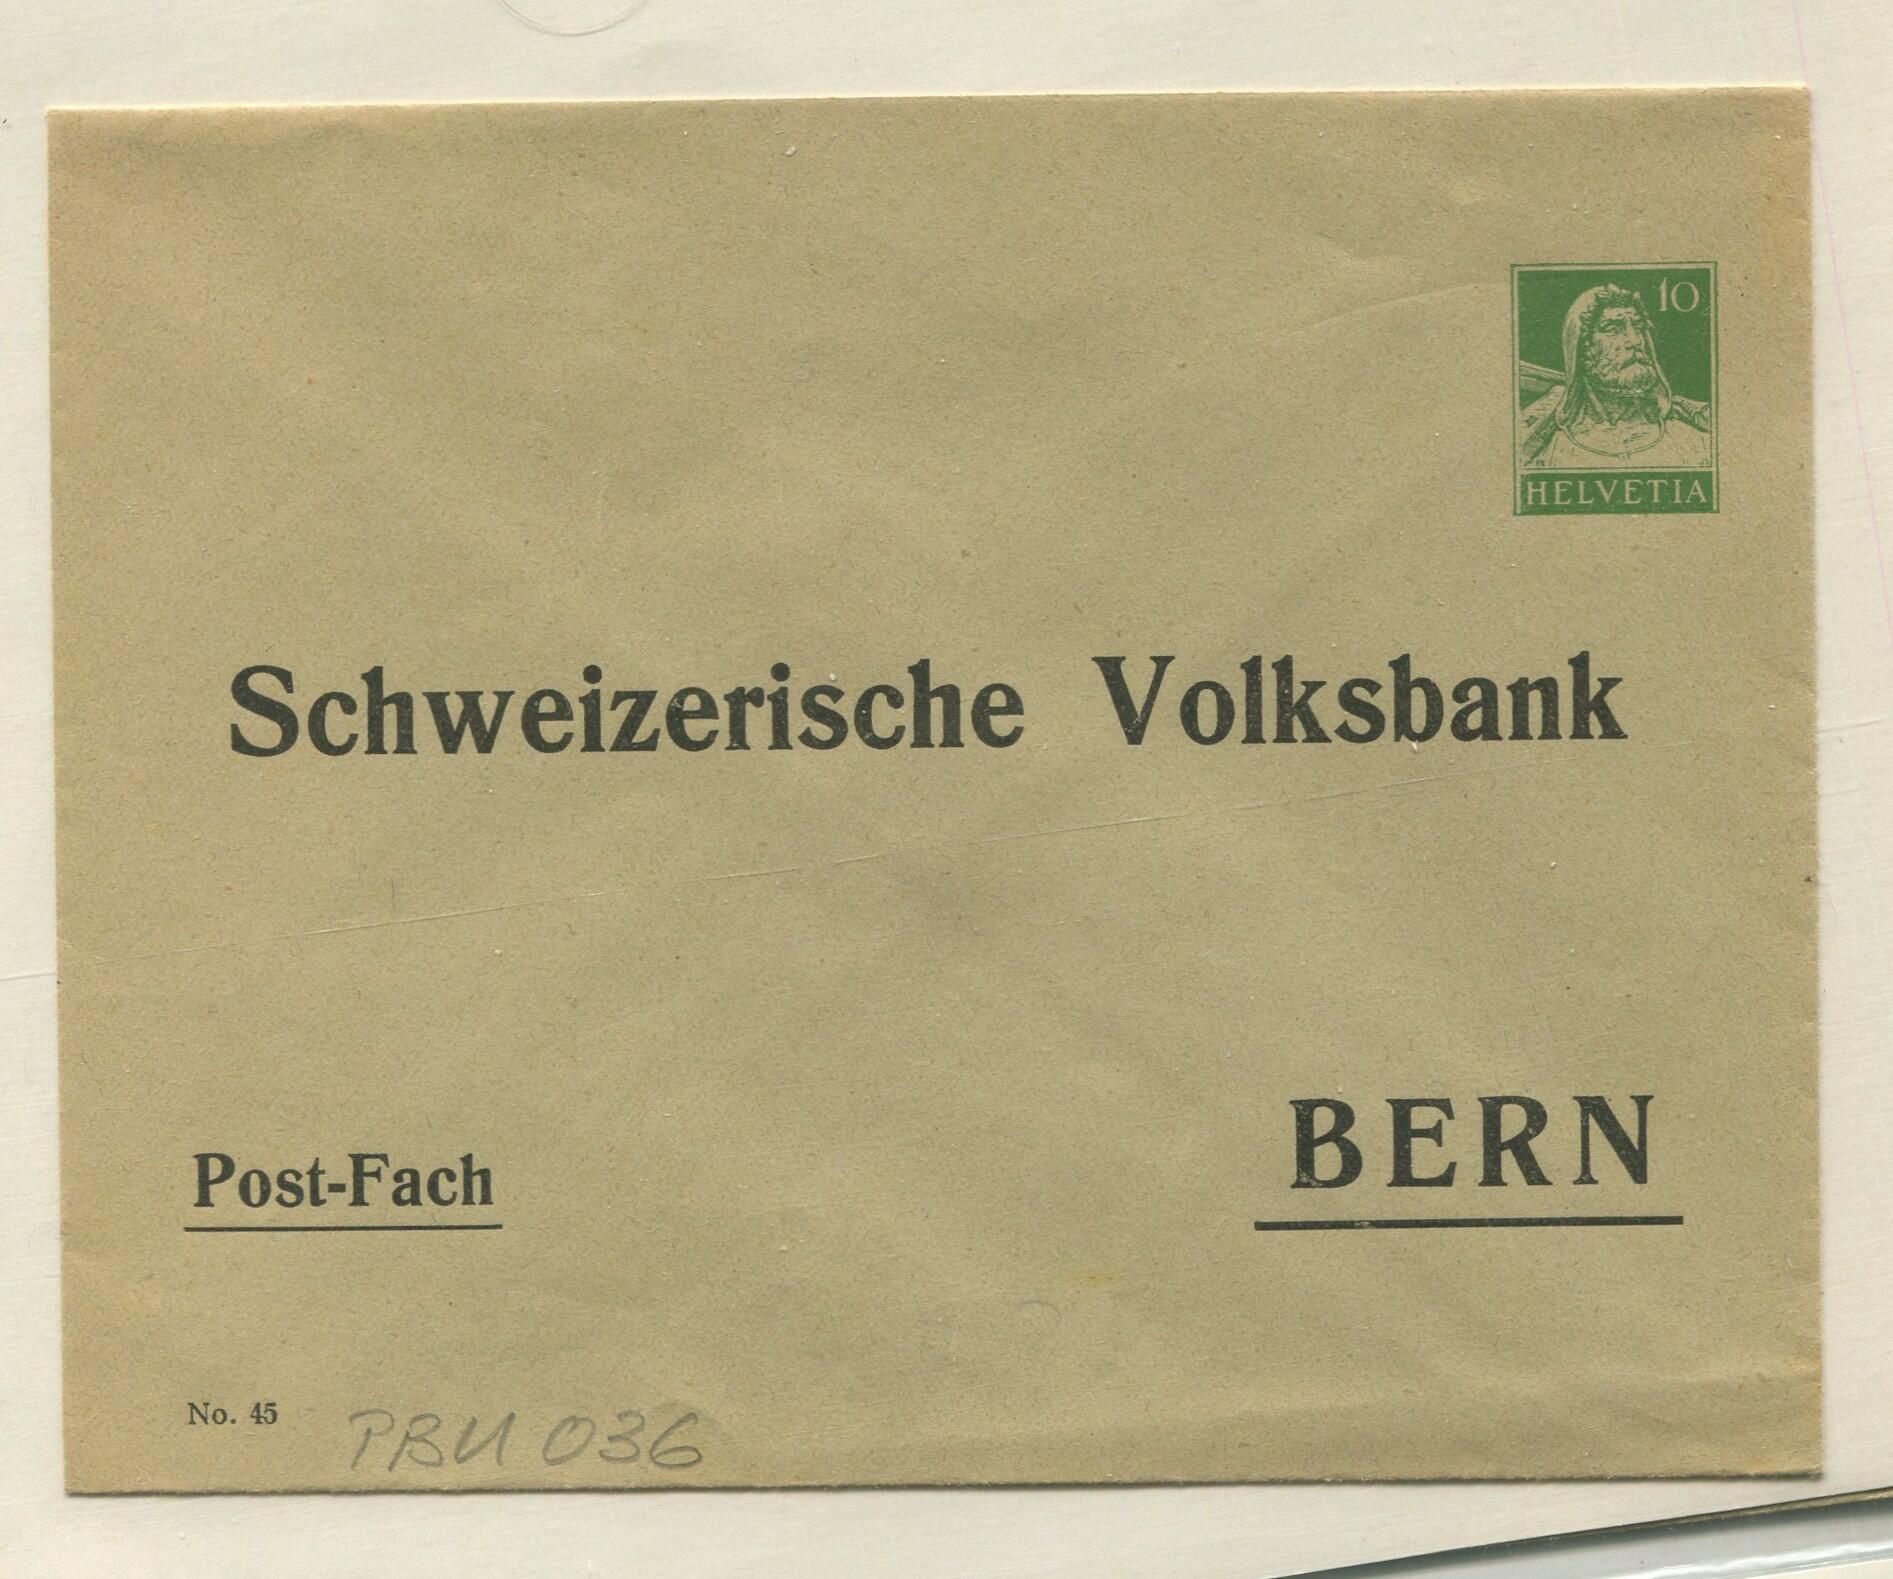 10
HELVETIA
Schweizerische Volksbank
Post-Fach
BERN
No. 45
PBU 036